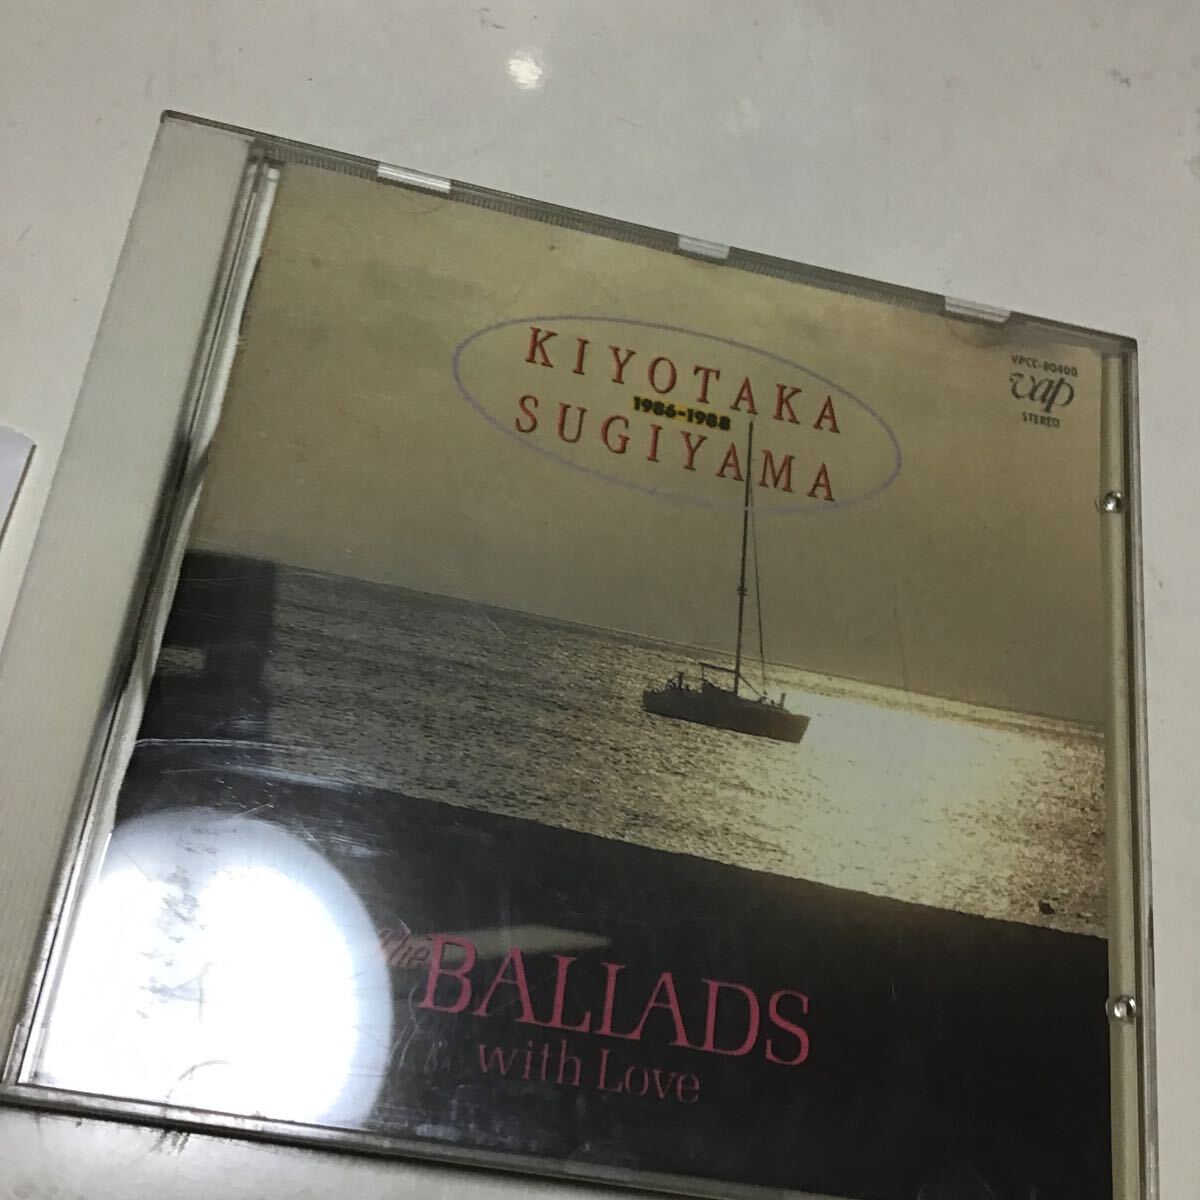 KIYOTAKA
1986-1988
SUGIYAMA
VPCC-80400
vap
STEREO
The
BALLADS
with Love